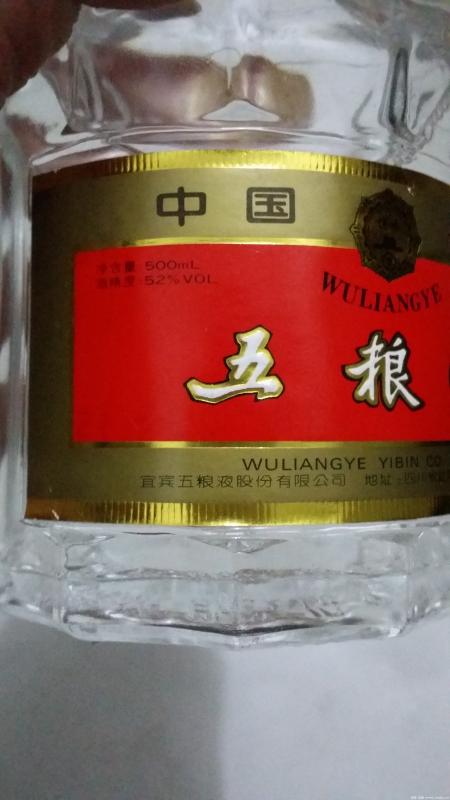 中国
净含量：500mL
酒精度：52%VOL
WULIANGYE
五粮
WULIANGYE YIBIN CO
宜宾五粮液股份有限公司 地址：四川